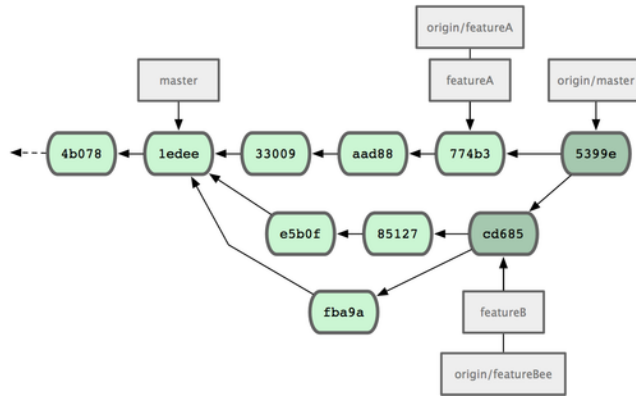 origin/featureA
master
featureA
origin/master
4b078
1edee
33009
aad88
774b3
5399e
e5b0f
85127
cd685
fba9a
featureB
origin/featureBee